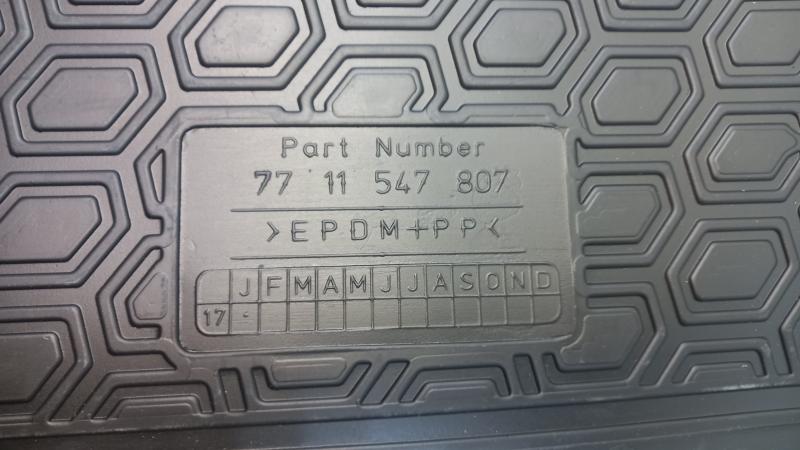 Part Number
77 11 547 807
>EPDM+PP<
J F M A M J J A S O N D
17